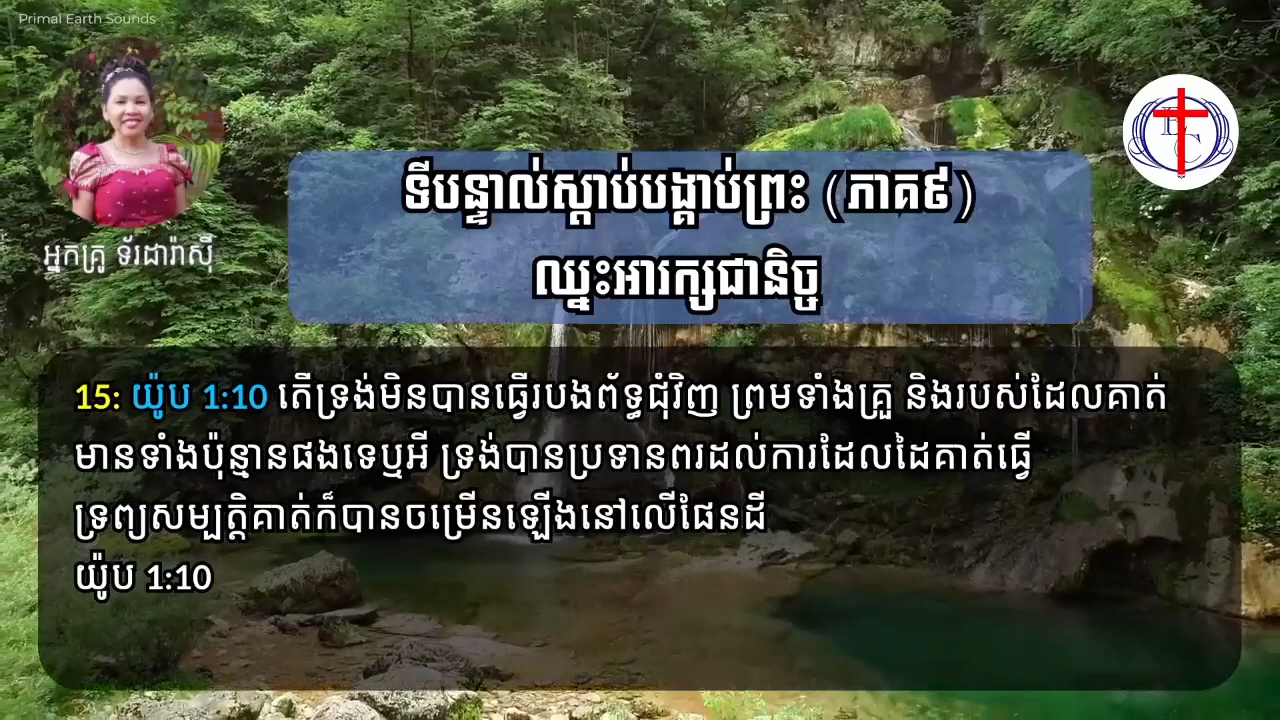 Primal Earth Sounds
ទីបន្ទាល់ស្តាប់បង្គាប់ព្រះ (ភាគ៩)
ឈ្នះអារក្សជានិច្ច
អ្នកគ្រូ ទ័រដារ៉ាស៊ី
15: យ៉ូប 1:10 តើទ្រង់មិនបានធ្វើរបងព័ទ្ធជុំវិញ ព្រមទាំងគ្រួ និងរបស់ដែលគាត់
មានទាំងប៉ុន្មានផងទេឬអី ទ្រង់បានប្រទានពរដល់ការដែលដៃគាត់ធ្វើ
ទ្រព្យសម្បត្តិគាត់ក៏បានចម្រើនឡើងនៅលើផែនដី
យ៉ូប 1:10